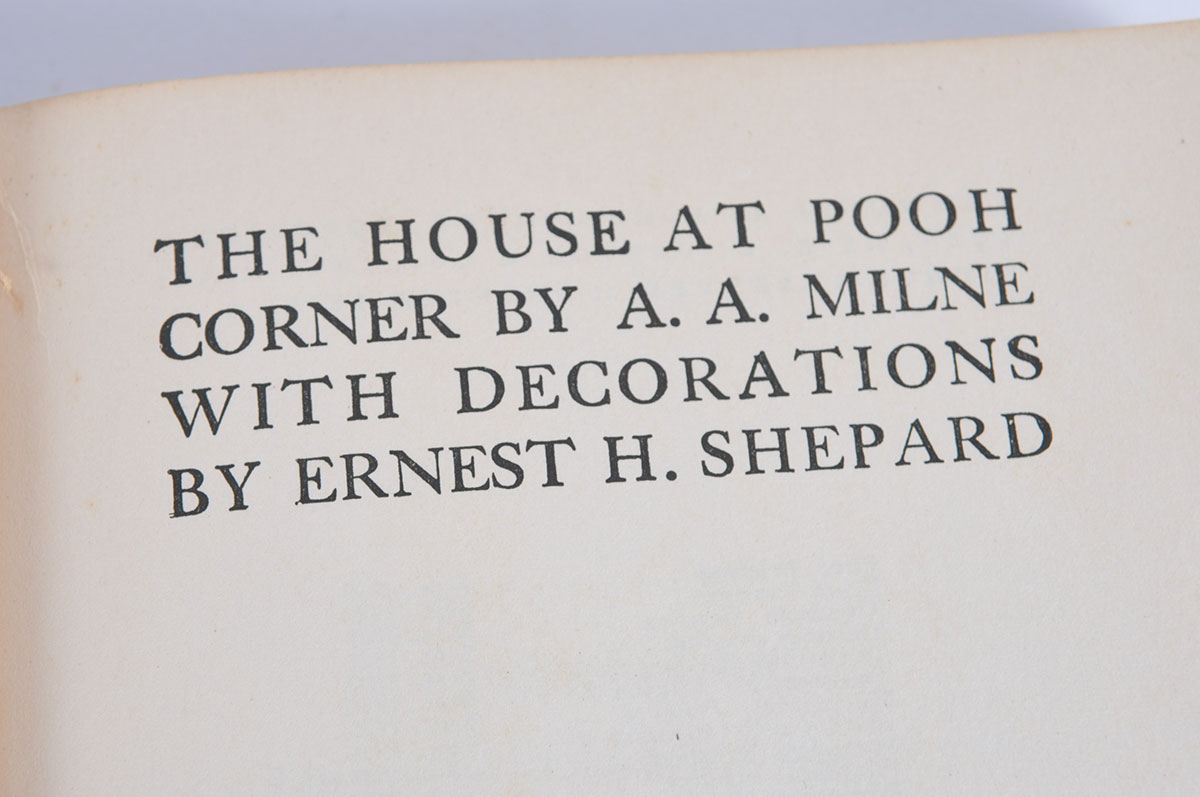 THE HOUSE AT POOH
CORNER BY A. A. MILNE
WITH DECORATIONS
BY ERNEST H. SHEPARD